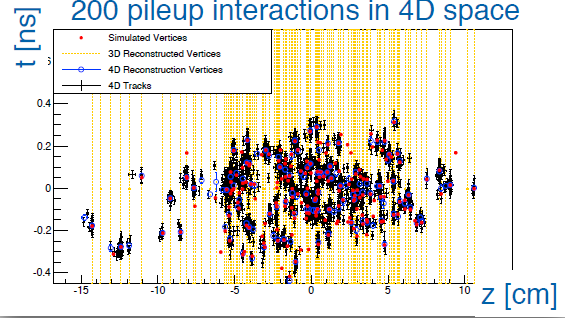 200 pileup interactions in 4D space
t [ns]
Simulated Vertices
3D Reconstructed Vertices
4D Reconstruction Vertices
4D Tracks
0.4
0.2
0
-0.2
-0.4
-15 -10 -5 0 5 10
z [cm]